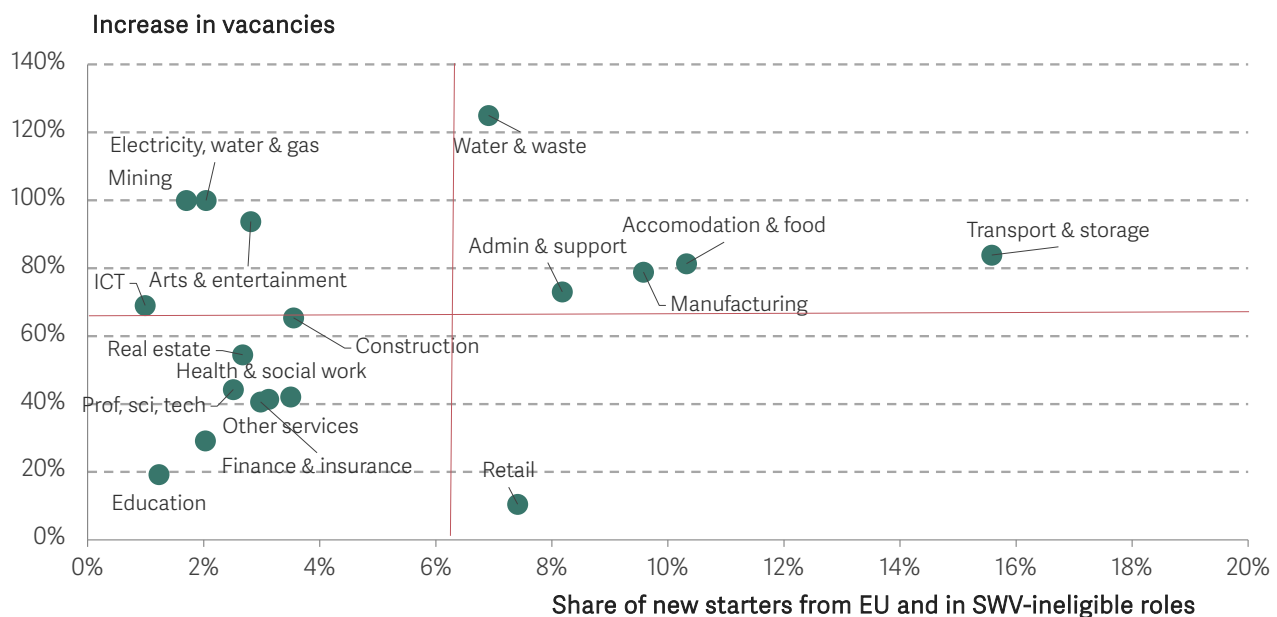 Increase in vacancies
140%
120%
Water & waste
Electricity, water & gas
Mining
100%
Accomodation & food
Transport & storage
Admin & support
80%
ICT
Arts & entertainment
Manufacturing
60%
Construction
Real estate
Health & social work
40%
Prof, sci, tech
Other services
Finance & insurance
20%
Retail
Education
0%
0%
2%
4%
6%
8%
10%
12%
14%
16%
18%
20%
Share of new starters from EU and in SWV-ineligible roles